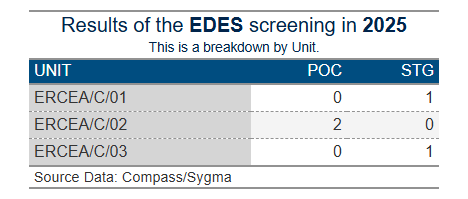 Results of the EDES screening in 2025
This is a breakdown by Unit.
UNIT POC STG
ERCEA/C/01 0 1
ERCEA/C/02 2 0
ERCEA/C/03 0 1
Source Data: Compass/Sygma